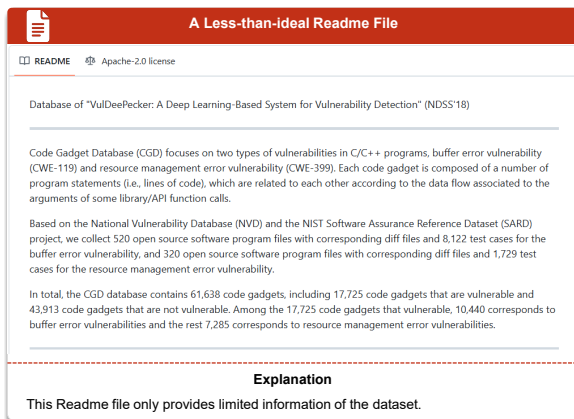 A Less-than-ideal Readme File
README Apache-2.0 license
Database of "VulDeePecker: A Deep Learning-Based System for Vulnerability Detection" (NDSS'18)
Code Gadget Database (CGD) focuses on two types of vulnerabilities in C/C++ programs, buffer error vulnerability
(CWE-119) and resource management error vulnerability (CWE-399). Each code gadget is composed of a number of
program statements (i.e., lines of code), which are related to each other according to the data flow associated to the
arguments of some library/API function calls.
Based on the National Vulnerability Database (NVD) and the NIST Software Assurance Reference Dataset (SARD)
project, we collect 520 open source software program files with corresponding diff files and 8,122 test cases for the
buffer error vulnerability, and 320 open source software program files with corresponding diff files and 1,729 test
cases for the resource management error vulnerability.
In total, the CGD database contains 61,638 code gadgets, including 17,725 code gadgets that are vulnerable and
43,913 code gadgets that are not vulnerable. Among the 17,725 code gadgets that vulnerable, 10,440 corresponds to
buffer error vulnerabilities and the rest 7,285 corresponds to resource management error vulnerabilities.
Explanation
This Readme file only provides limited information of the dataset.